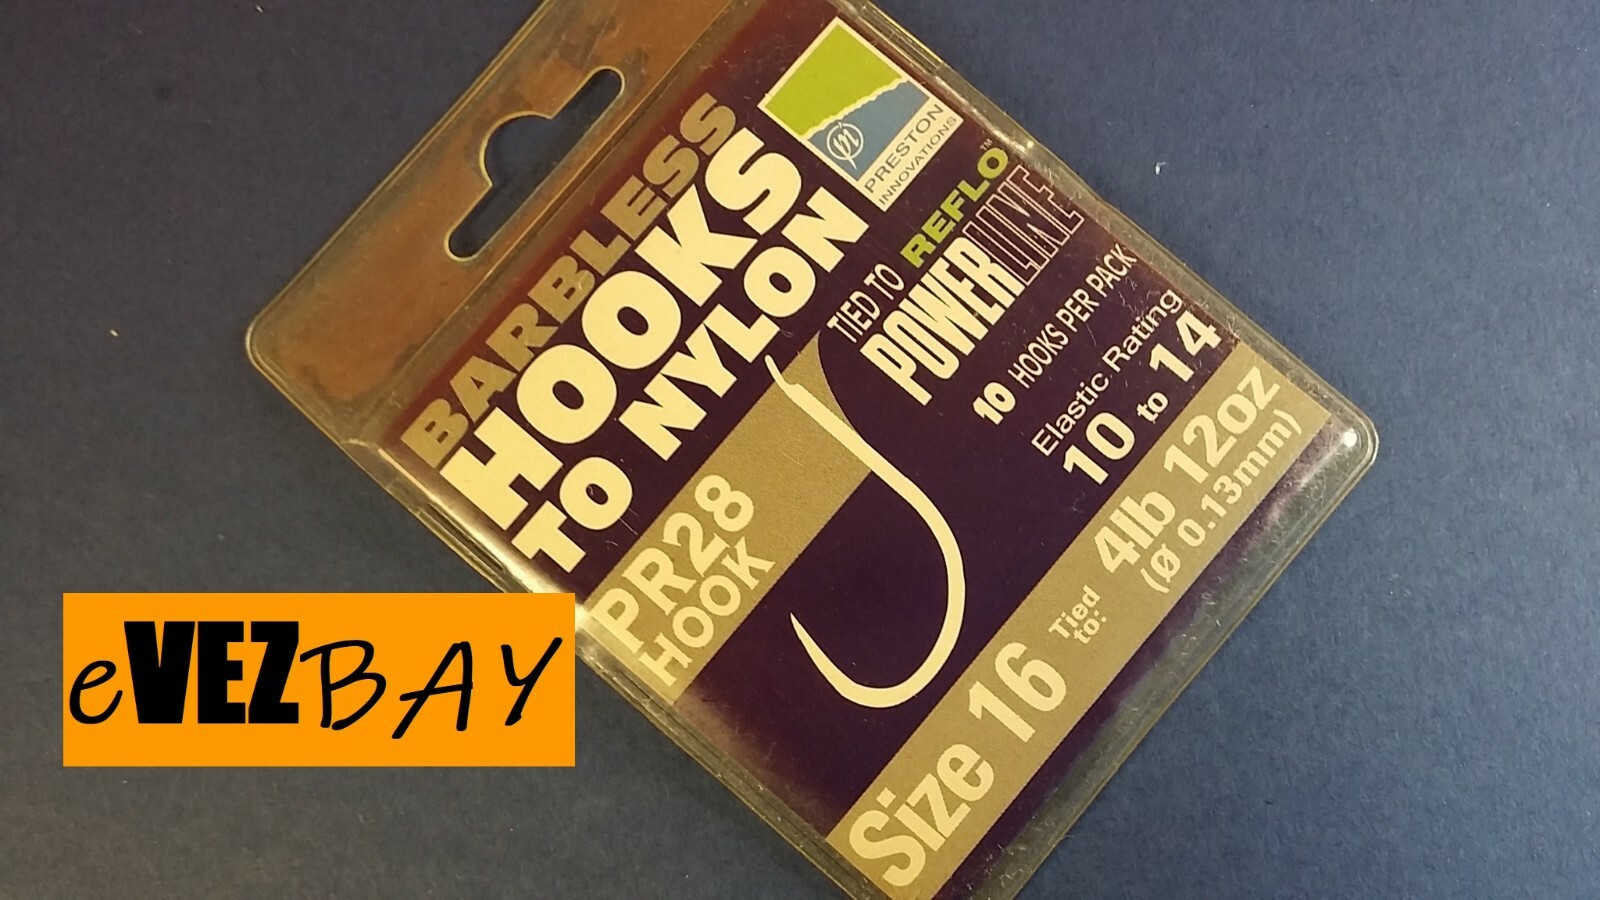 BARBLESS
HOOKS
TO NYLON
PRESTON
INNOVATIONS
TIED TO REFLO™
POWERLINE
10 HOOKS PER PACK
Elastic Rating
10 to 14
PR28
HOOK
Size 16 Tied to: 4lb 12oz
(Ø 0.13mm)
eVEZBAY